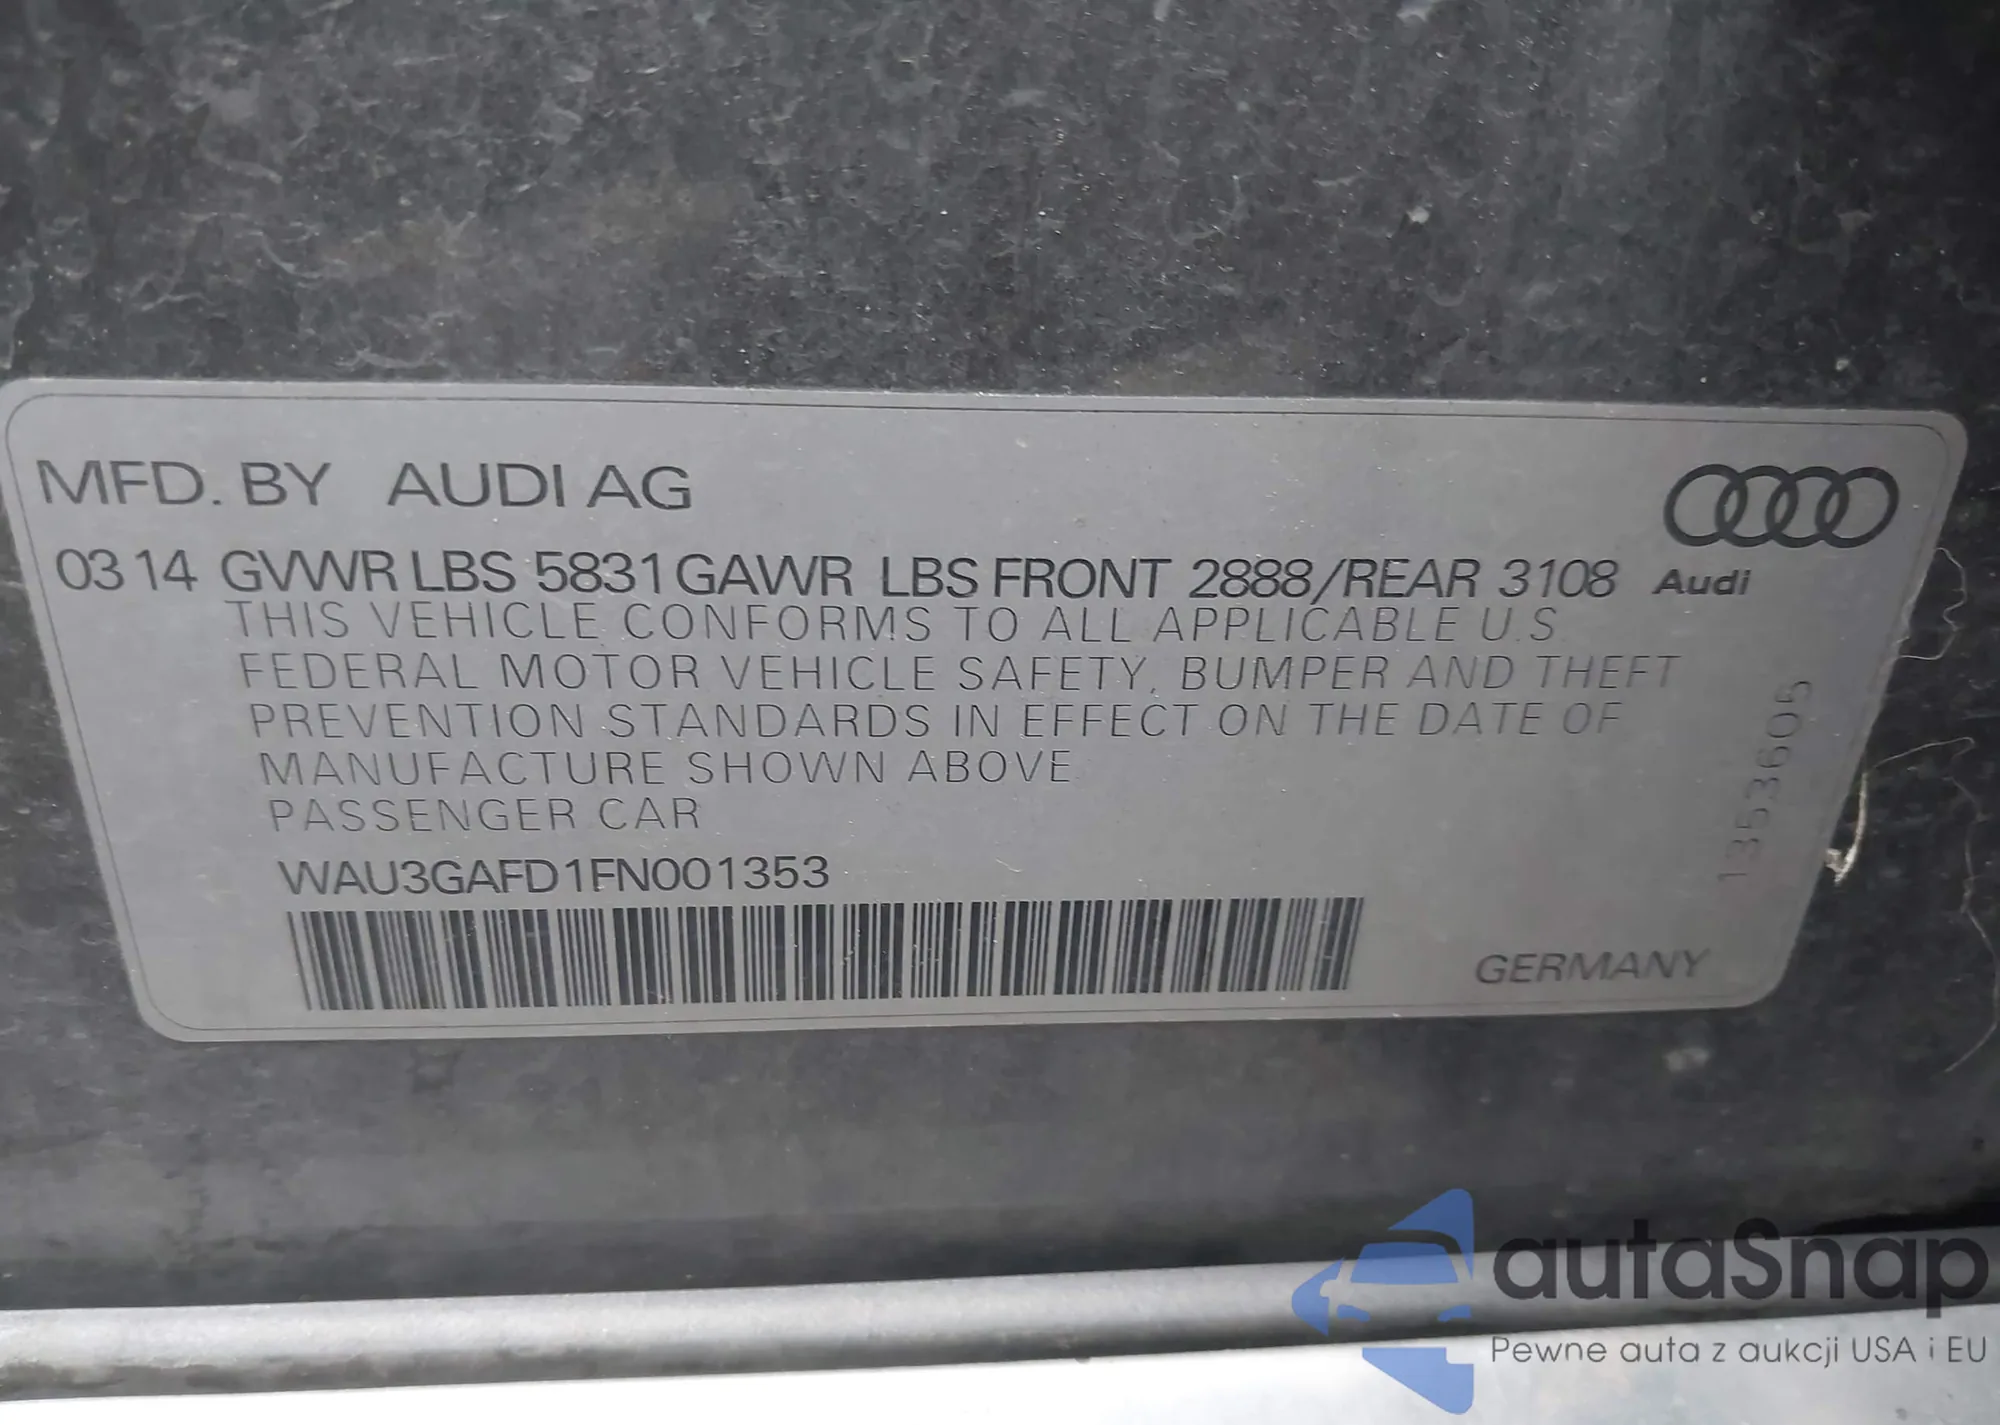 MFD. BY AUDI AG
03 14 GVWR LBS 5831 GAWR LBS FRONT 2888/REAR 3108
Audi
THIS VEHICLE CONFORMS TO ALL APPLICABLE U.S.
FEDERAL MOTOR VEHICLE SAFETY, BUMPER AND THEFT
PREVENTION STANDARDS IN EFFECT ON THE DATE OF
MANUFACTURE SHOWN ABOVE
PASSENGER CAR
WAU3GAFD1FN001353
1353605
GERMANY
autaSnap
Pewne auta z aukcji USA i EU